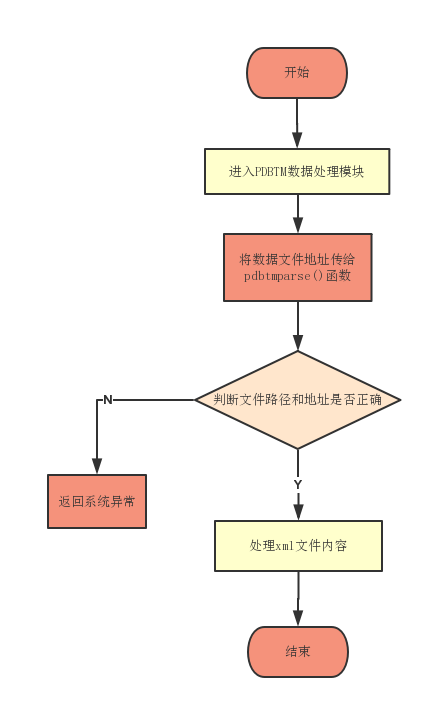 开始
进入PDBTM数据处理模块
将数据文件地址传给
pdbtmparse()函数
判断文件路径和地址是否正确
N
返回系统异常
Y
处理xml文件内容
结束